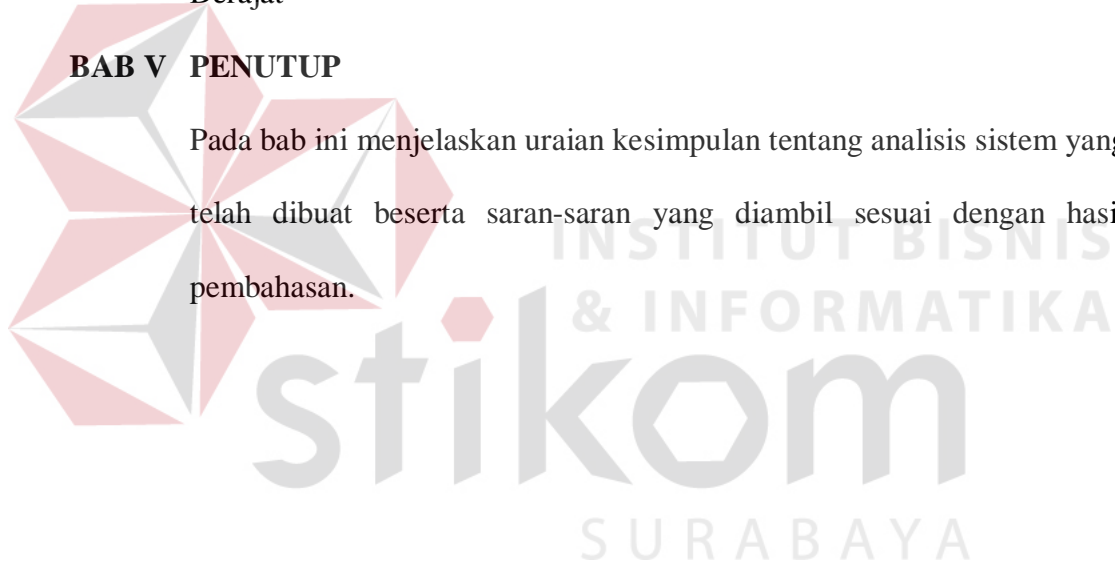 BAB V PENUTUP
Pada bab ini menjelaskan uraian kesimpulan tentang analisis sistem yang
telah dibuat beserta saran-saran yang diambil sesuai dengan hasi
pembahasan.
INSTITUT BISNIS
& INFORMATIKA
stikom
SURABAYA